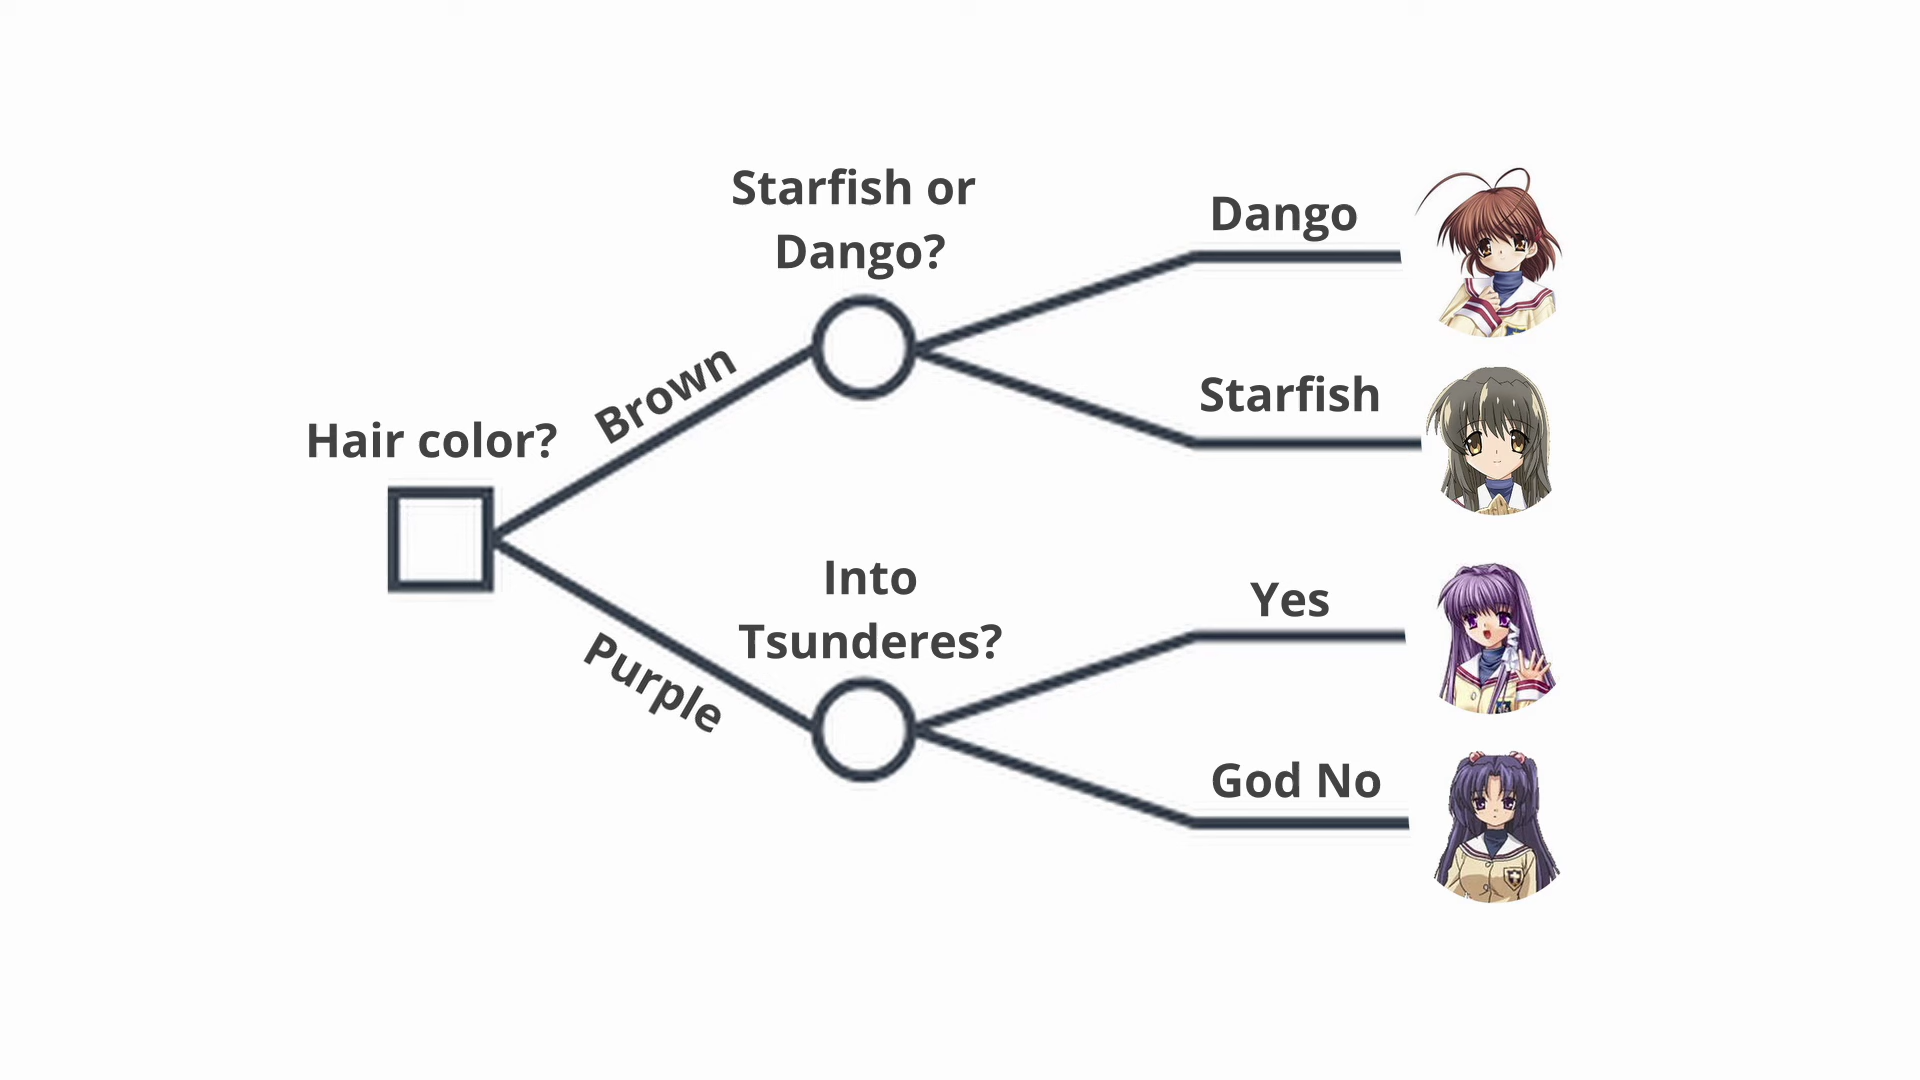 Hair color?
Brown
Purple
Starfish or
Dango?
Dango
Starfish
Into
Tsunderes?
Yes
God No